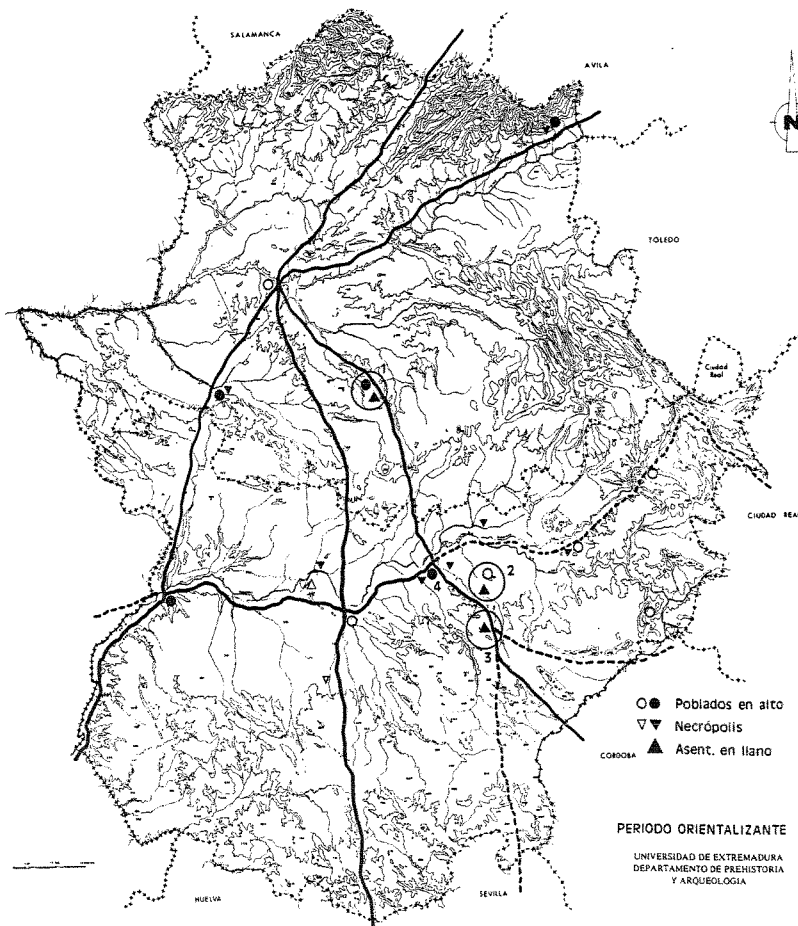 SALAMANCA
AVILA
N
TOLEDO
Ciudad
Real
1
CIUDAD REAL
2
4
3
Poblados en alto
Necrópolis
Asent. en llano
CORDOBA
PERIODO ORIENTALIZANTE
UNIVERSIDAD DE EXTREMADURA
DEPARTAMENTO DE PREHISTORIA
Y ARQUEOLOGIA
HUELVA
SEVILLA